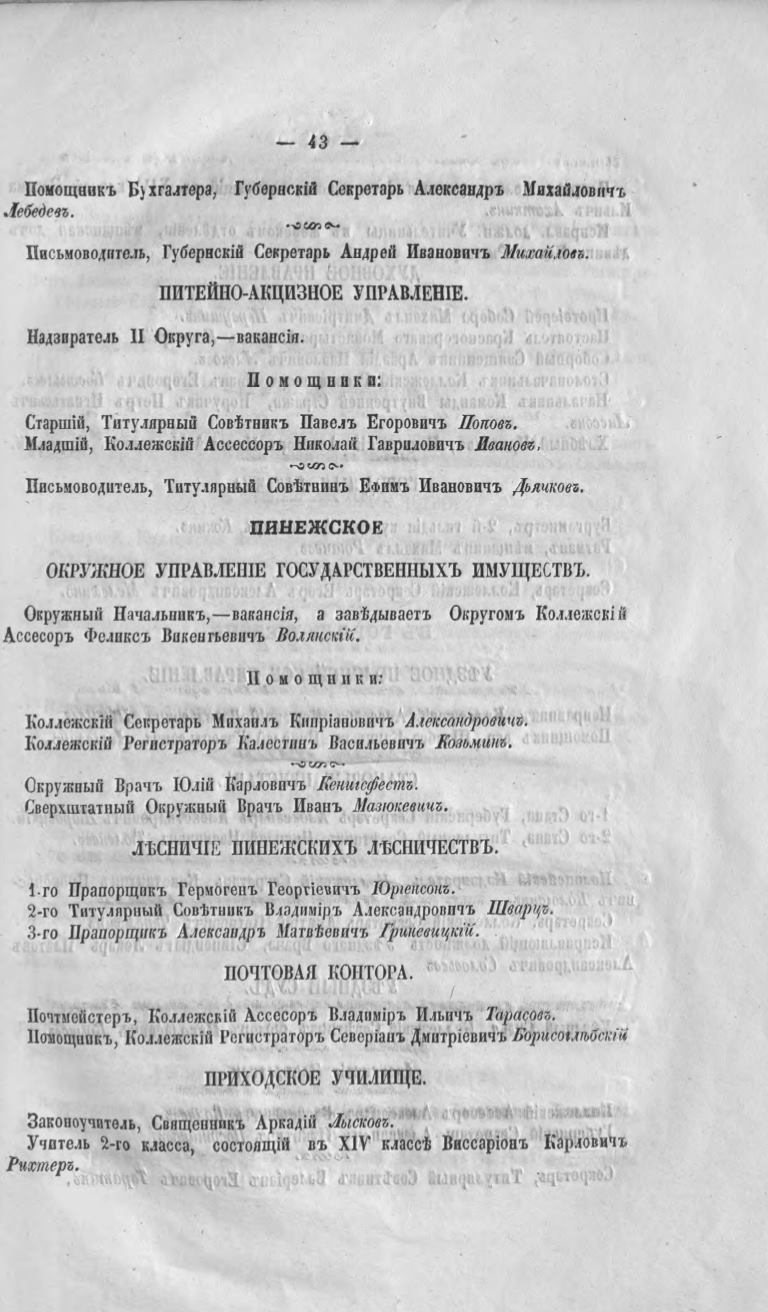 — 43 —
Помощникъ Бухгалтера, Губернскій Секретарь Александръ Михайловичъ
Лебедевъ.
Письмоводитель, Губернскій Секретарь Андрей Ивановичъ Михайловъ.
ПИТЕЙНО-АКЦИЗНОЕ УПРАВЛЕНІЕ.
Надзиратель II Округа,—вакансія.
Помощники:
Старшій, Титулярный Совѣтникъ Павелъ Егоровичъ Поповъ.
Младшій, Коллежскій Ассессоръ Николай Гавриловичъ Ивановъ.
Письмоводитель, Титулярный Совѣтникъ Ефимъ Ивановичъ Дьячковъ.
ПИНЕЖСКОЕ
ОКРУЖНОЕ УПРАВЛЕНІЕ ГОСУДАРСТВЕННЫХЪ ИМУЩЕСТВЪ.
Окружный Начальникъ,—вакансія, а завѣдываетъ Округомъ Коллежскій
Ассесоръ Феликсъ Викентьевичъ Волянскій.
Помощники:
Коллежскій Секретарь Михаилъ Кипріановичъ Александровичъ.
Коллежскій Регистраторъ Калестинъ Васильевичъ Козьминъ.
Окружный Врачъ Юлій Карловичъ Кенигсфестъ.
Сверхштатный Окружный Врачъ Иванъ Мазюкевичъ.
ЛѢСНИЧІЕ ПИНЕЖСКИХЪ ЛѢСНИЧЕСТВЪ.
1-го Прапорщикъ Гермогенъ Георгіевичъ Юргенсонъ.
2-го Титулярный Совѣтникъ Владиміръ Александровичъ Шварцъ.
3-го Прапорщикъ Александръ Матвѣевичъ Гриневицкій.
ПОЧТОВАЯ КОНТОРА.
Почтмейстеръ, Коллежскій Ассесоръ Владиміръ Ильичъ Тарасовъ.
Помощникъ, Коллежскій Регистраторъ Северіанъ Дмитріевичъ Борисоглѣбскій
ПРИХОДСКОЕ УЧИЛИЩЕ.
Законоучитель, Священникъ Аркадій Лысковъ.
Учитель 2-го класса, состоящій въ XIV классѣ Виссаріонъ Карловичъ
Рихтеръ.